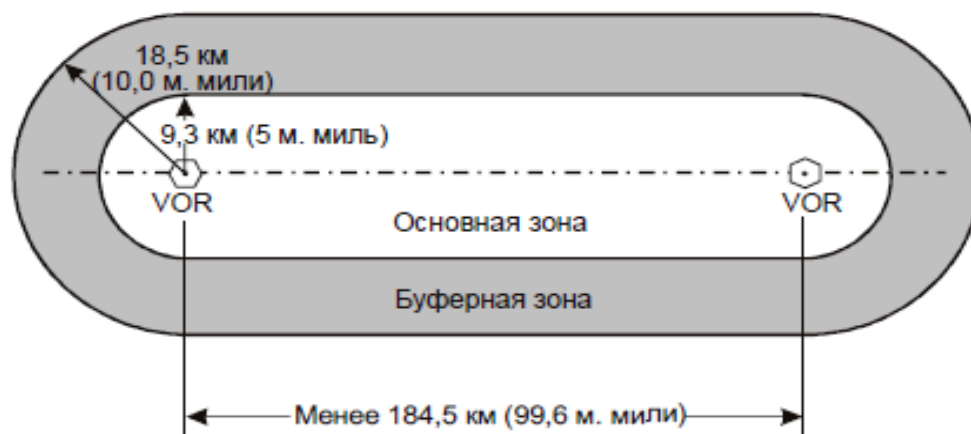 18,5 км
(10,0 м. мили)
9,3 км (5 м. миль)
VOR
VOR
Основная зона
Буферная зона
Менее 184,5 км (99,6 м. мили)